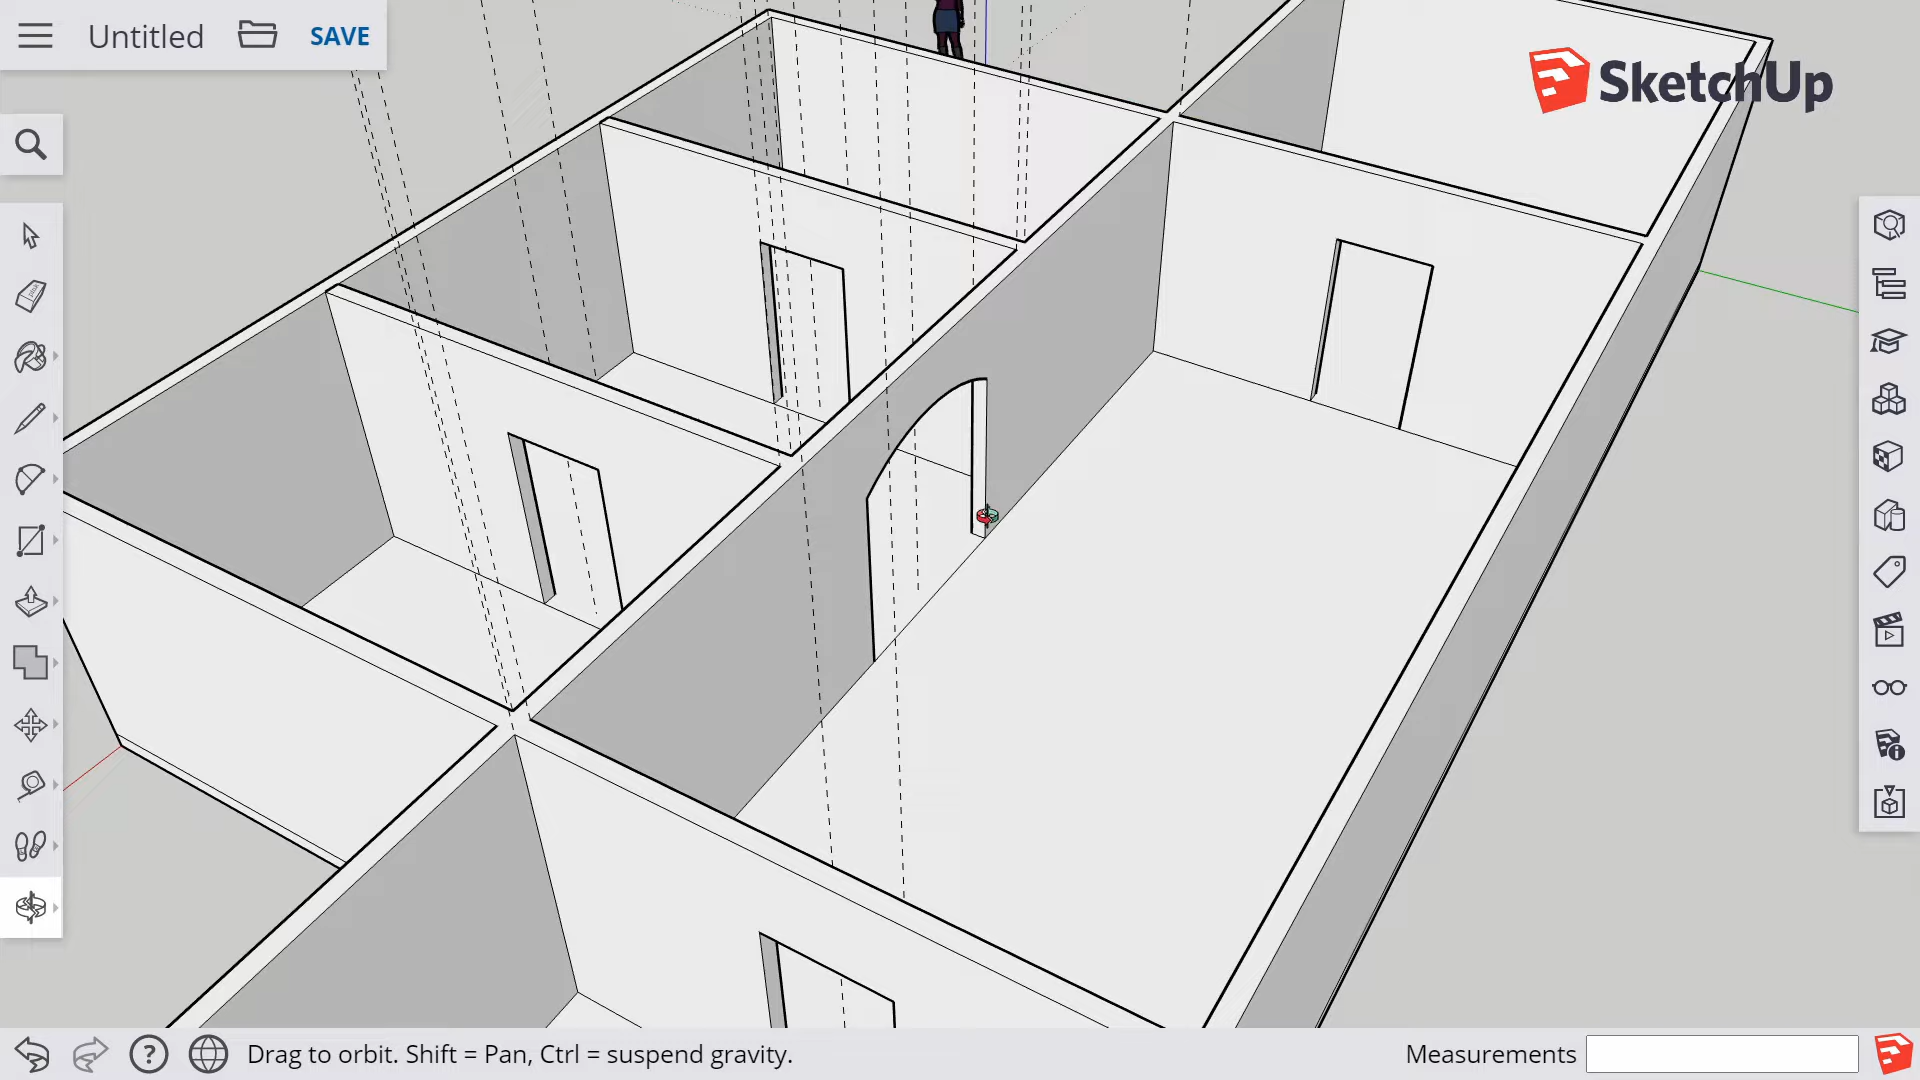 Untitled
SAVE
SketchUp
Drag to orbit. Shift = Pan, Ctrl = suspend gravity.
Measurements